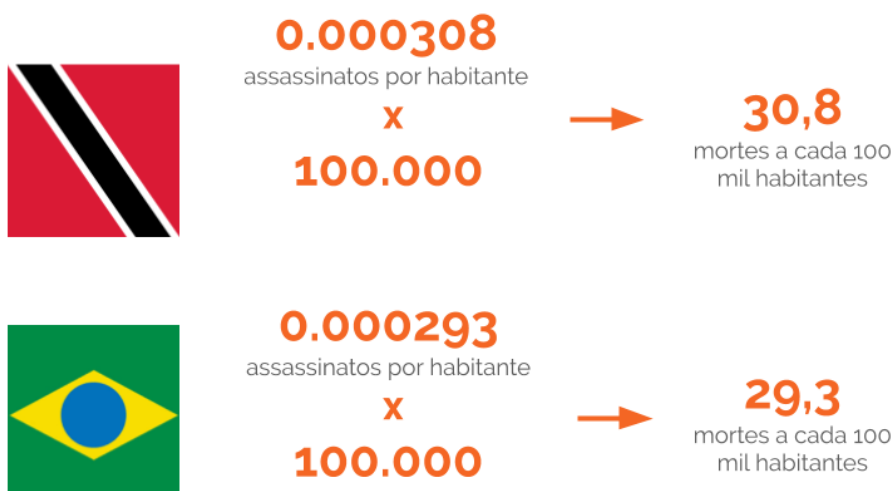 0.000308
assassinatos por habitante
x
100.000
30,8
mortes a cada 100
mil habitantes
0.000293
assassinatos por habitante
x
100.000
29,3
mortes a cada 100
mil habitantes